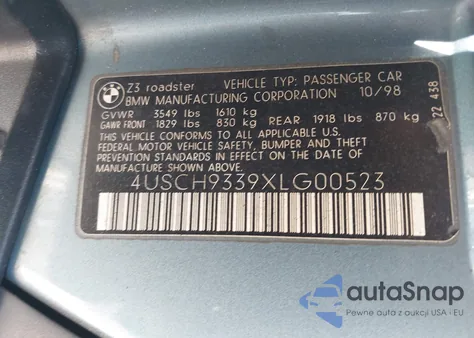 BMW
Z3 roadster VEHICLE TYP: PASSENGER CAR
BMW MANUFACTURING CORPORATION 10/98
GVWR 3549 lbs 1610 kg
GAWR FRONT 1829 lbs 830 kg REAR 1918 lbs 870 kg
THIS VEHICLE CONFORMS TO ALL APPLICABLE U.S.
FEDERAL MOTOR VEHICLE SAFETY, BUMPER AND THEFT
PREVENTION STANDARDS IN EFFECT ON THE DATE OF
MANUFACTURE SHOWN ABOVE.
4USCH9339XLG00523
22 438
autaSnap
Pewne auta z aukcji USA - EU